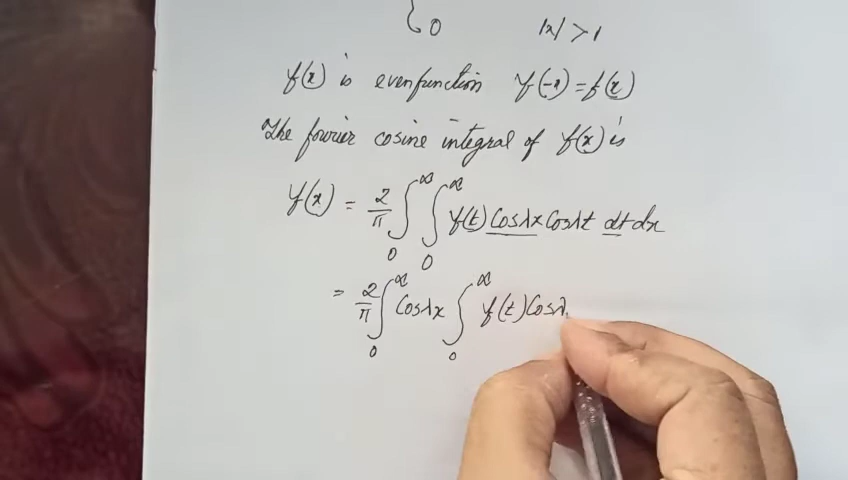 { 0 |x| > 1
f(x) is evenfunction f(-x) = f(x)
The fourier cosine integral of f(x) is
f(x) = 2/π ∫₀^∞ ∫₀^∞ f(t) Cosλx Cosλt dt dx
= 2/π ∫₀^∞ Cosλx ∫₀^∞ f(t) Cosλ